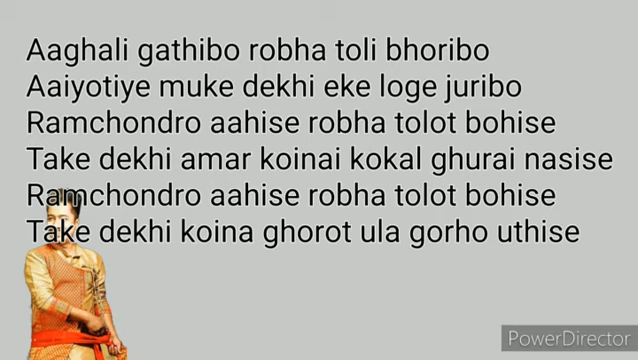 Aaghali gathibo robha toli bhoribo
Aaiyotiye muke dekhi eke loge juribo
Ramchondro aahise robha tolot bohise
Take dekhi amar koinai kokal ghurai nasise
Ramchondro aahise robha tolot bohise
Take dekhi koina ghorot ula gorho uthise
PowerDirector